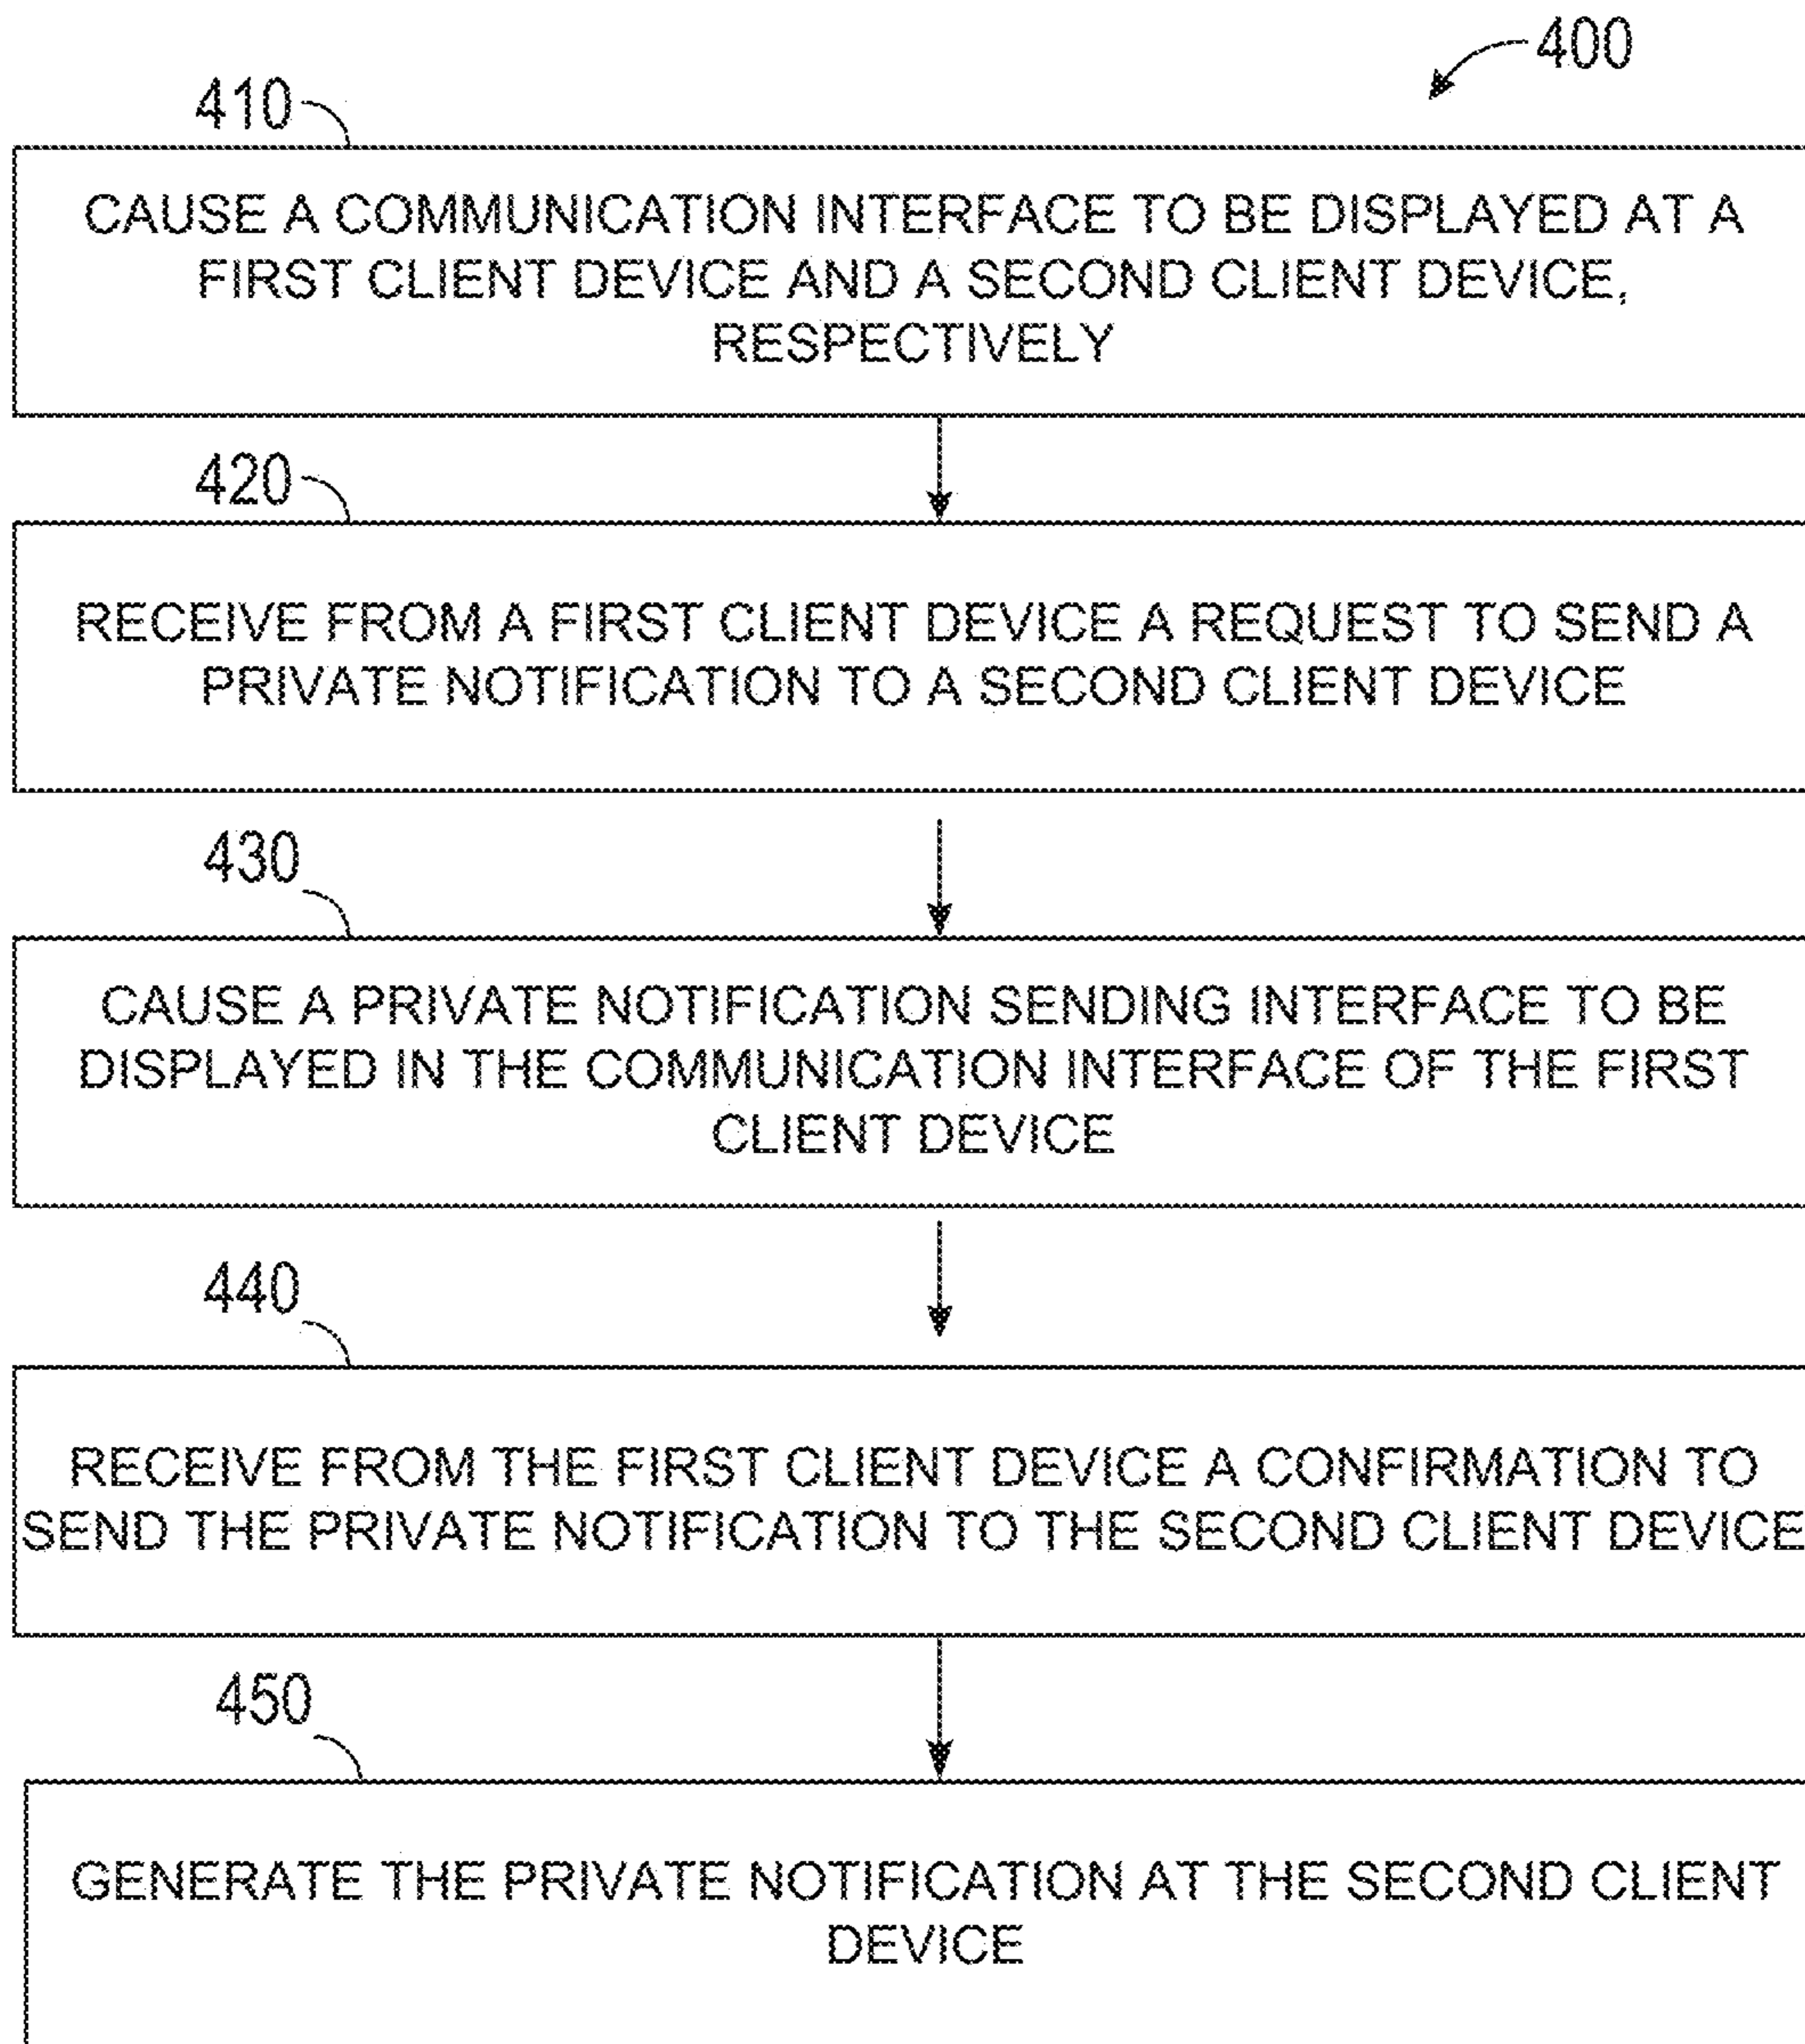 400
410
CAUSE A COMMUNICATION INTERFACE TO BE DISPLAYED AT A
FIRST CLIENT DEVICE AND A SECOND CLIENT DEVICE,
RESPECTIVELY
420
RECEIVE FROM A FIRST CLIENT DEVICE A REQUEST TO SEND A
PRIVATE NOTIFICATION TO A SECOND CLIENT DEVICE
430
CAUSE A PRIVATE NOTIFICATION SENDING INTERFACE TO BE
DISPLAYED IN THE COMMUNICATION INTERFACE OF THE FIRST
CLIENT DEVICE
440
RECEIVE FROM THE FIRST CLIENT DEVICE A CONFIRMATION TO
SEND THE PRIVATE NOTIFICATION TO THE SECOND CLIENT DEVICE
450
GENERATE THE PRIVATE NOTIFICATION AT THE SECOND CLIENT
DEVICE